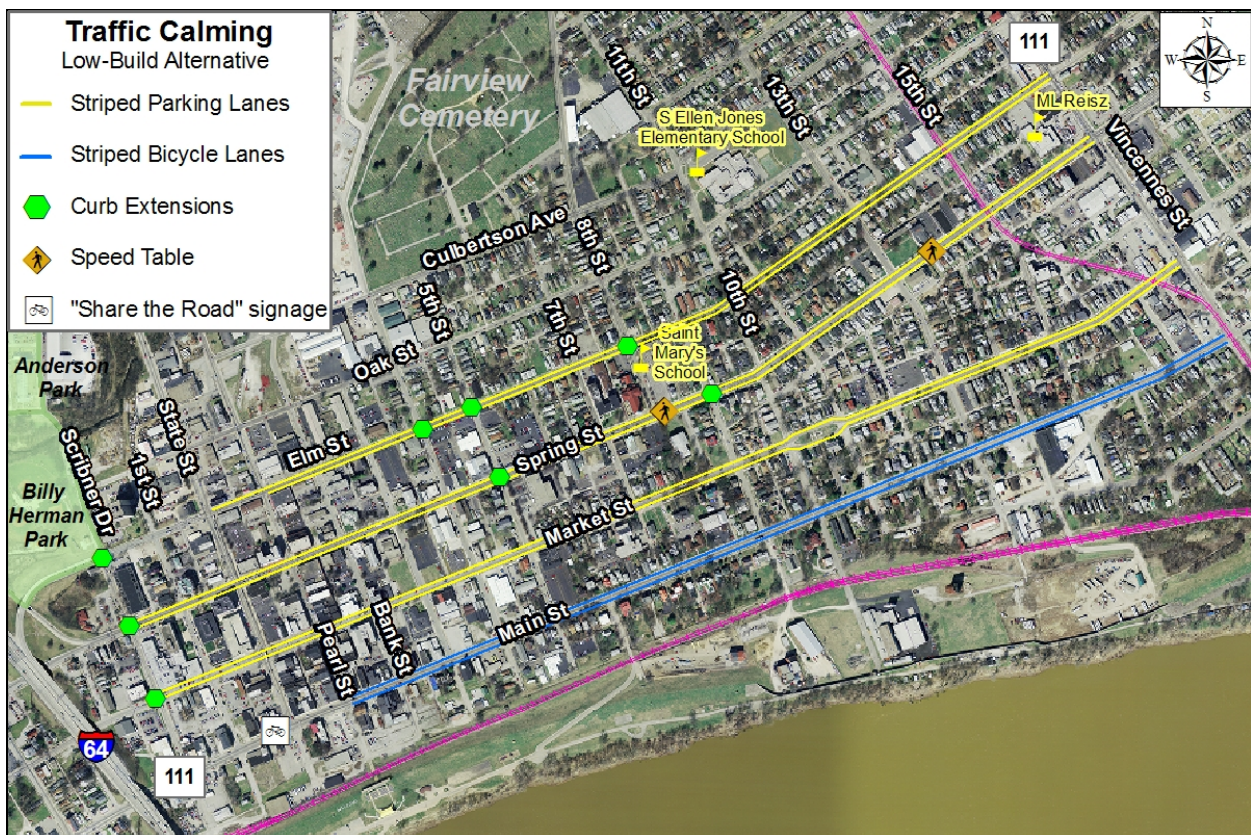 Traffic Calming
Low-Build Alternative
Striped Parking Lanes
Striped Bicycle Lanes
Curb Extensions
Speed Table
"Share the Road" signage
N
W
E
S
111
Fairview
Cemetery
11th St
13th St
15th St
ML Reisz
S Ellen Jones
Elementary School
Vincennes St
Culbertson Ave
8th St
5th St
7th St
10th St
Oak St
Saint
Mary's
School
Anderson
Park
State St
Elm St
Spring St
Scribner Dr
1st St
Billy
Herman
Park
Market St
Main St
Bank St
Pearl St
64
111